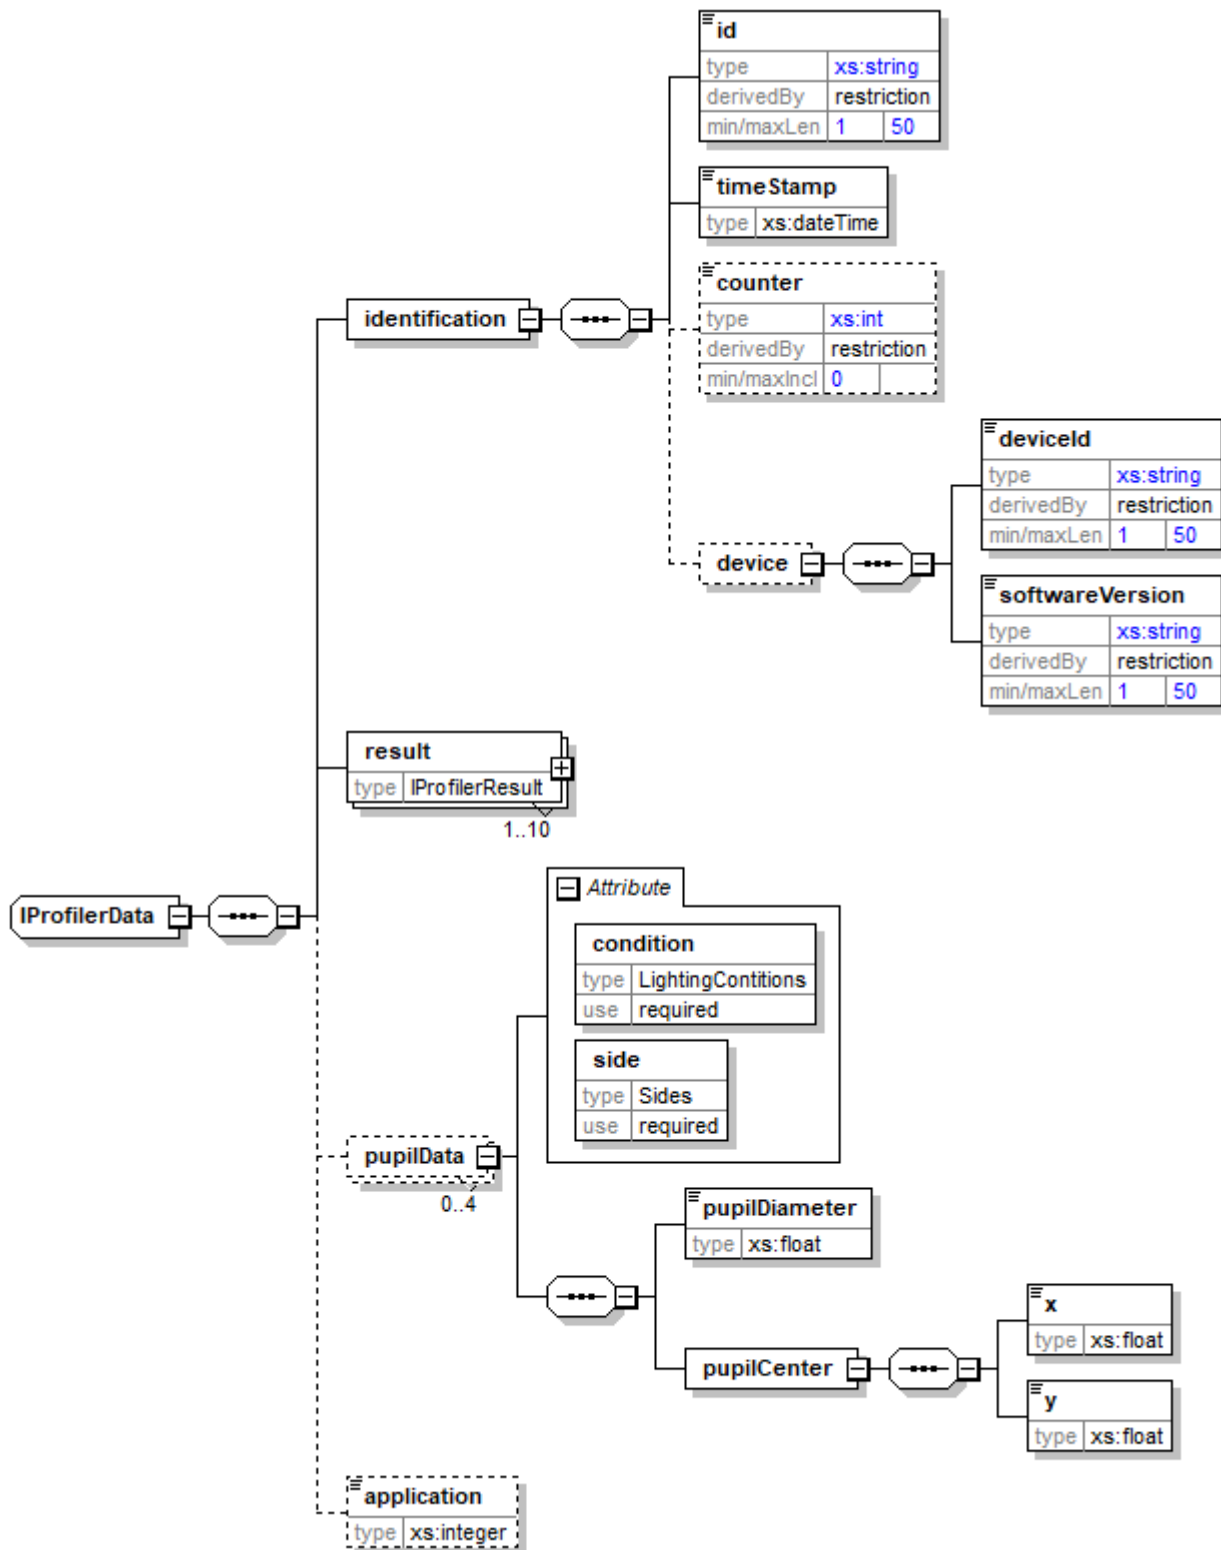 id
type xs:string
derivedBy restriction
min/maxLen 1 50
timeStamp
type xs:dateTime
counter
type xs:int
derivedBy restriction
min/maxIncl 0
identification
deviceId
type xs:string
derivedBy restriction
min/maxLen 1 50
device
softwareVersion
type xs:string
derivedBy restriction
min/maxLen 1 50
result
type IProfilerResult
1..10
IProfilerData
Attribute
condition
type LightingContitions
use required
side
type Sides
use required
pupilData
0..4
pupilDiameter
type xs:float
pupilCenter
x
type xs:float
y
type xs:float
application
type xs:integer